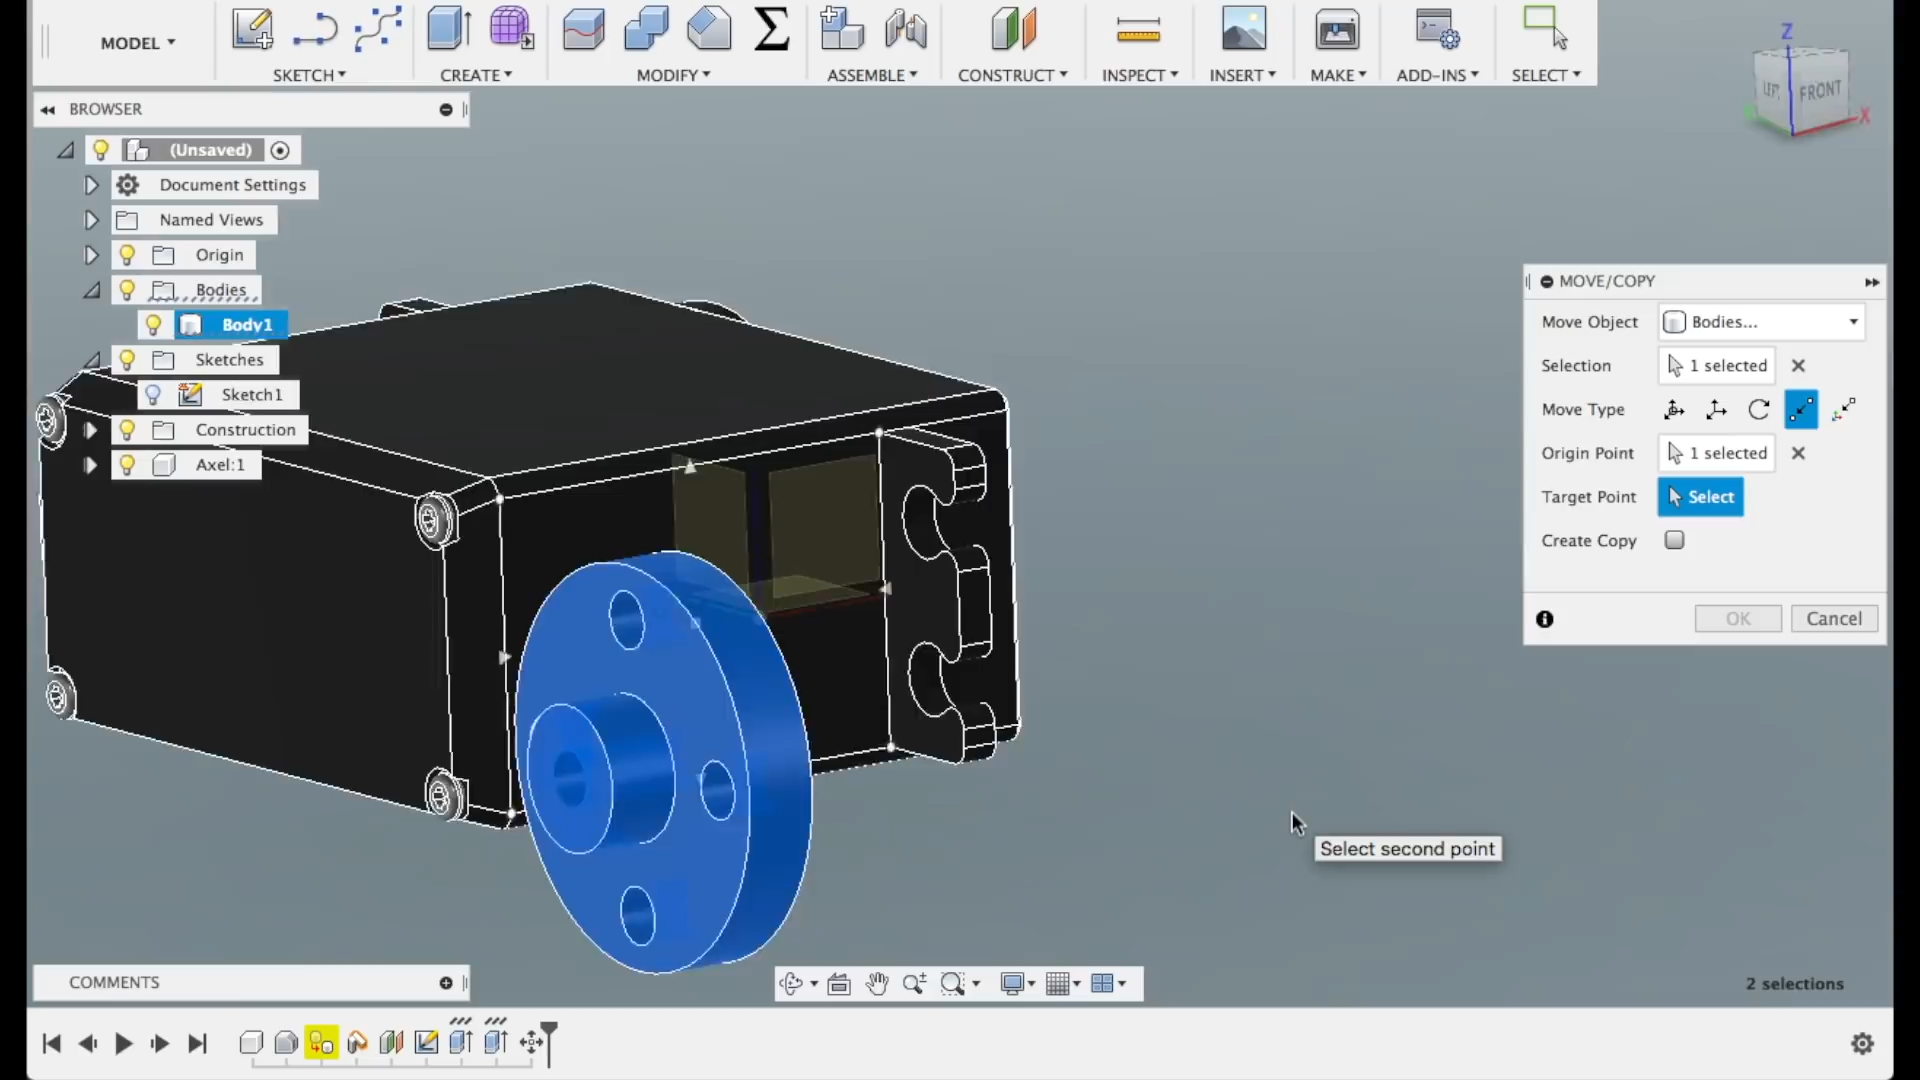 MODEL
SKETCH
CREATE
MODIFY
ASSEMBLE
CONSTRUCT
INSPECT
INSERT
MAKE
ADD-INS
SELECT
Z
FRONT
X
BROWSER
(Unsaved)
Document Settings
Named Views
Origin
Bodies
Body1
Sketches
Sketch1
Construction
Axel:1
MOVE/COPY
Move Object Bodies...
Selection 1 selected
Move Type
Origin Point 1 selected
Target Point Select
Create Copy
OK Cancel
Select second point
COMMENTS
2 selections